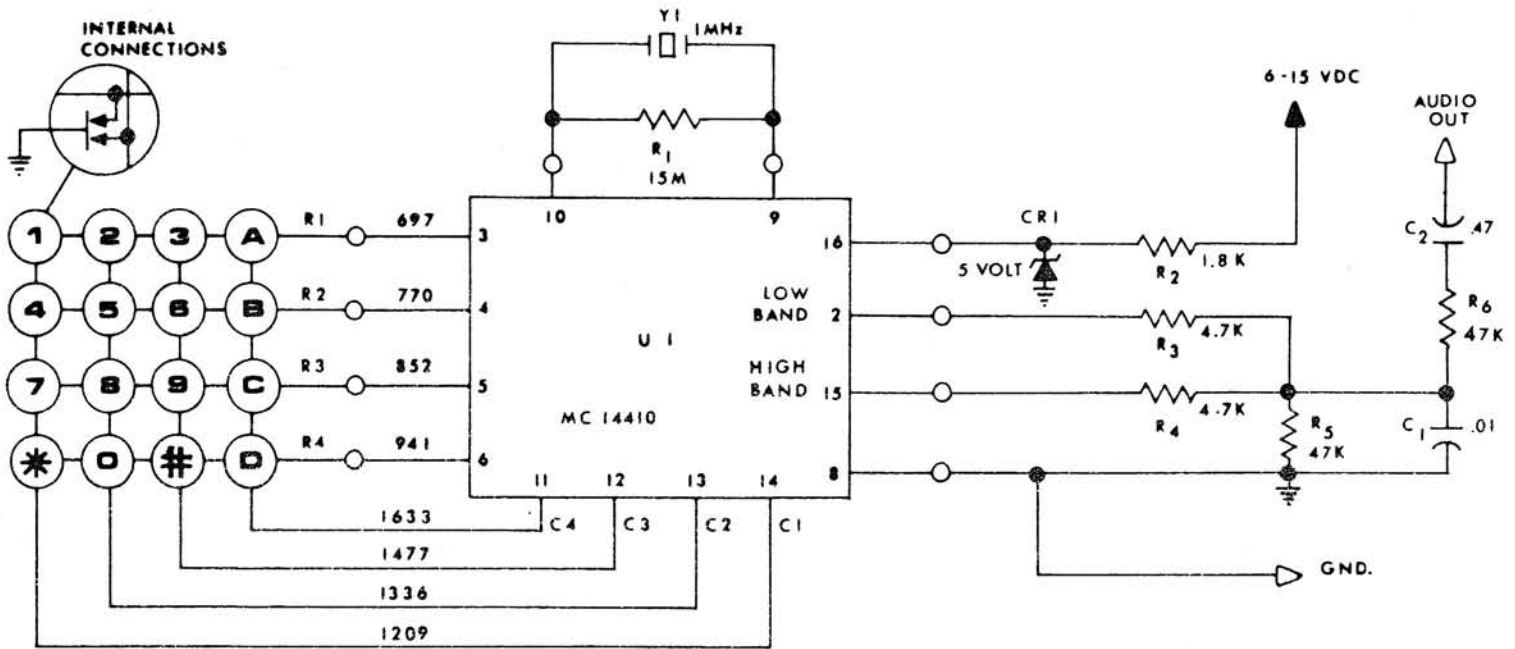 INTERNAL
CONNECTIONS
Y1
1MHz
R1
15M
6-15 VDC
AUDIO
OUT
1 2 3 A R1 697 3
4 5 6 B R2 770 4
7 8 9 C R3 852 5
* 0 # D R4 941 6
10 9
U1
MC 14410
16
LOW
BAND 2
HIGH
BAND 15
8
11 12 13 14
C4 C3 C2 C1
1633
1477
1336
1209
CR1
5 VOLT
R2
1.8K
R3
4.7K
R4
4.7K
R5
47K
C2 .47
R6
47K
C1 .01
GND.